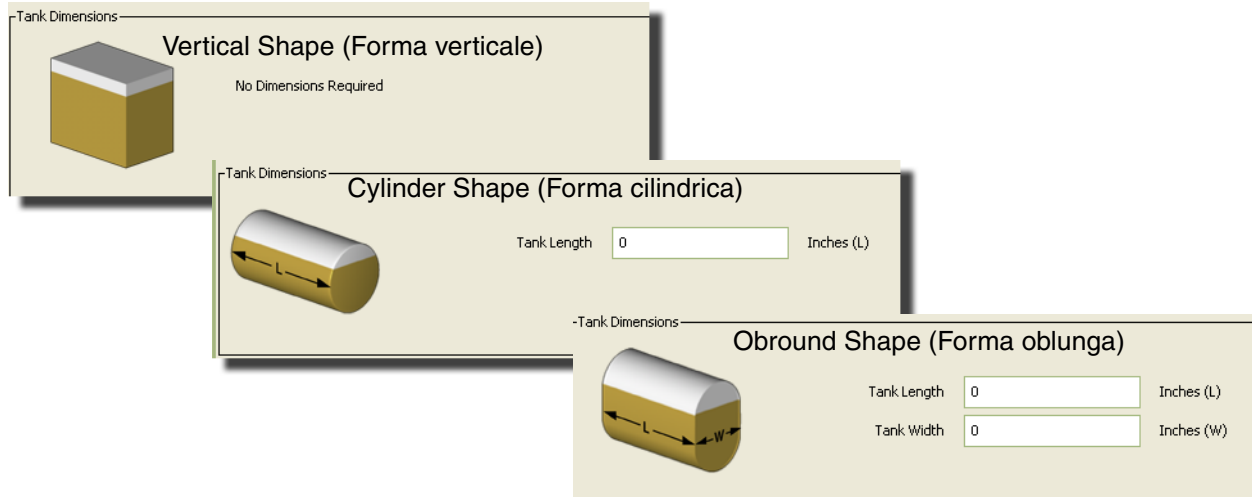 Tank Dimensions
Vertical Shape (Forma verticale)
No Dimensions Required
Tank Dimensions
Cylinder Shape (Forma cilindrica)
Tank Length 0 Inches (L)
L
Tank Dimensions
Obround Shape (Forma oblunga)
Tank Length 0 Inches (L)
L W
Tank Width 0 Inches (W)